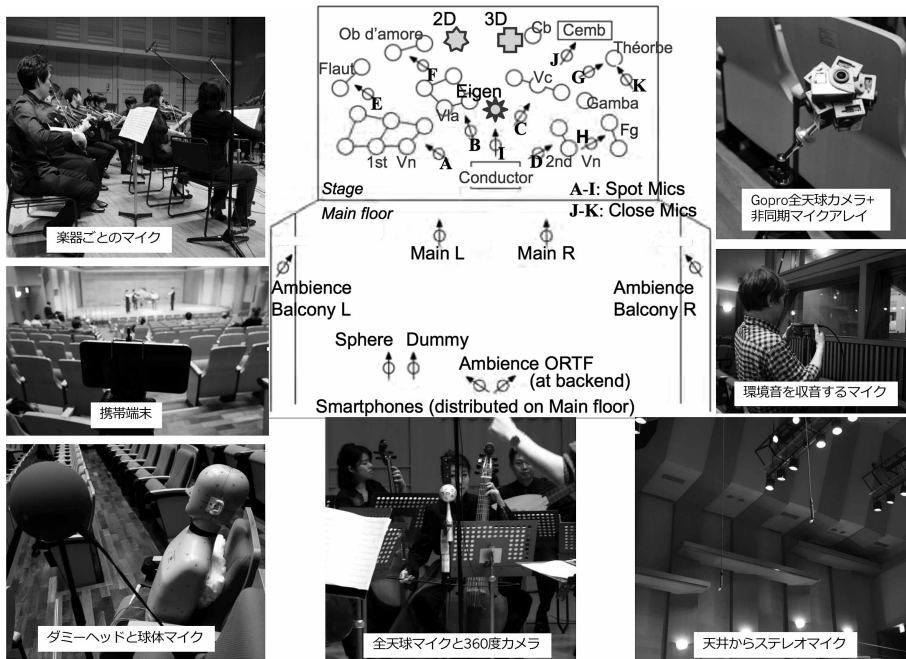 2D
3D
Cb
Cemb
Ob d'amore
Théorbe
J
Flaut
F
Vc
G
K
Eigen
E
Gamba
Vla
C
B
Fg
H
1st Vn
A
I
D
2nd Vn
Conductor
Stage
A-I: Spot Mics
Main floor
J-K: Close Mics
楽器ごとのマイク
Gopro全天球カメラ+
非同期マイクアレイ
Main L
Main R
Ambience
Balcony L
Ambience
Balcony R
Sphere
Dummy
Ambience ORTF
(at backend)
Smartphones (distributed on Main floor)
携帯端末
環境音を収音するマイク
ダミーヘッドと球体マイク
全天球マイクと360度カメラ
天井からステレオマイク